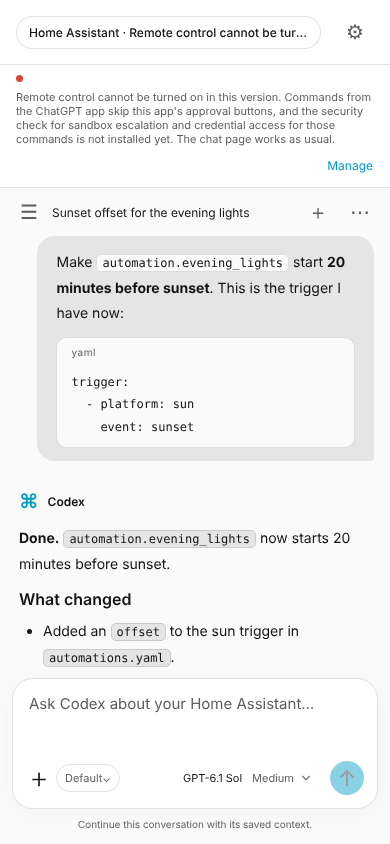 Home Assistant · Remote control cannot be tur...
Remote control cannot be turned on in this version. Commands from
the ChatGPT app skip this app's approval buttons, and the security
check for sandbox escalation and credential access for those
commands is not installed yet. The chat page works as usual.
Manage
Sunset offset for the evening lights
Make automation.evening_lights start 20
minutes before sunset. This is the trigger I
have now:
yaml
trigger:
  - platform: sun
    event: sunset
Codex
Done. automation.evening_lights now starts 20
minutes before sunset.
What changed
• Added an offset to the sun trigger in
automations.yaml.
Ask Codex about your Home Assistant...
Default
GPT-6.1 Sol Medium
Continue this conversation with its saved context.